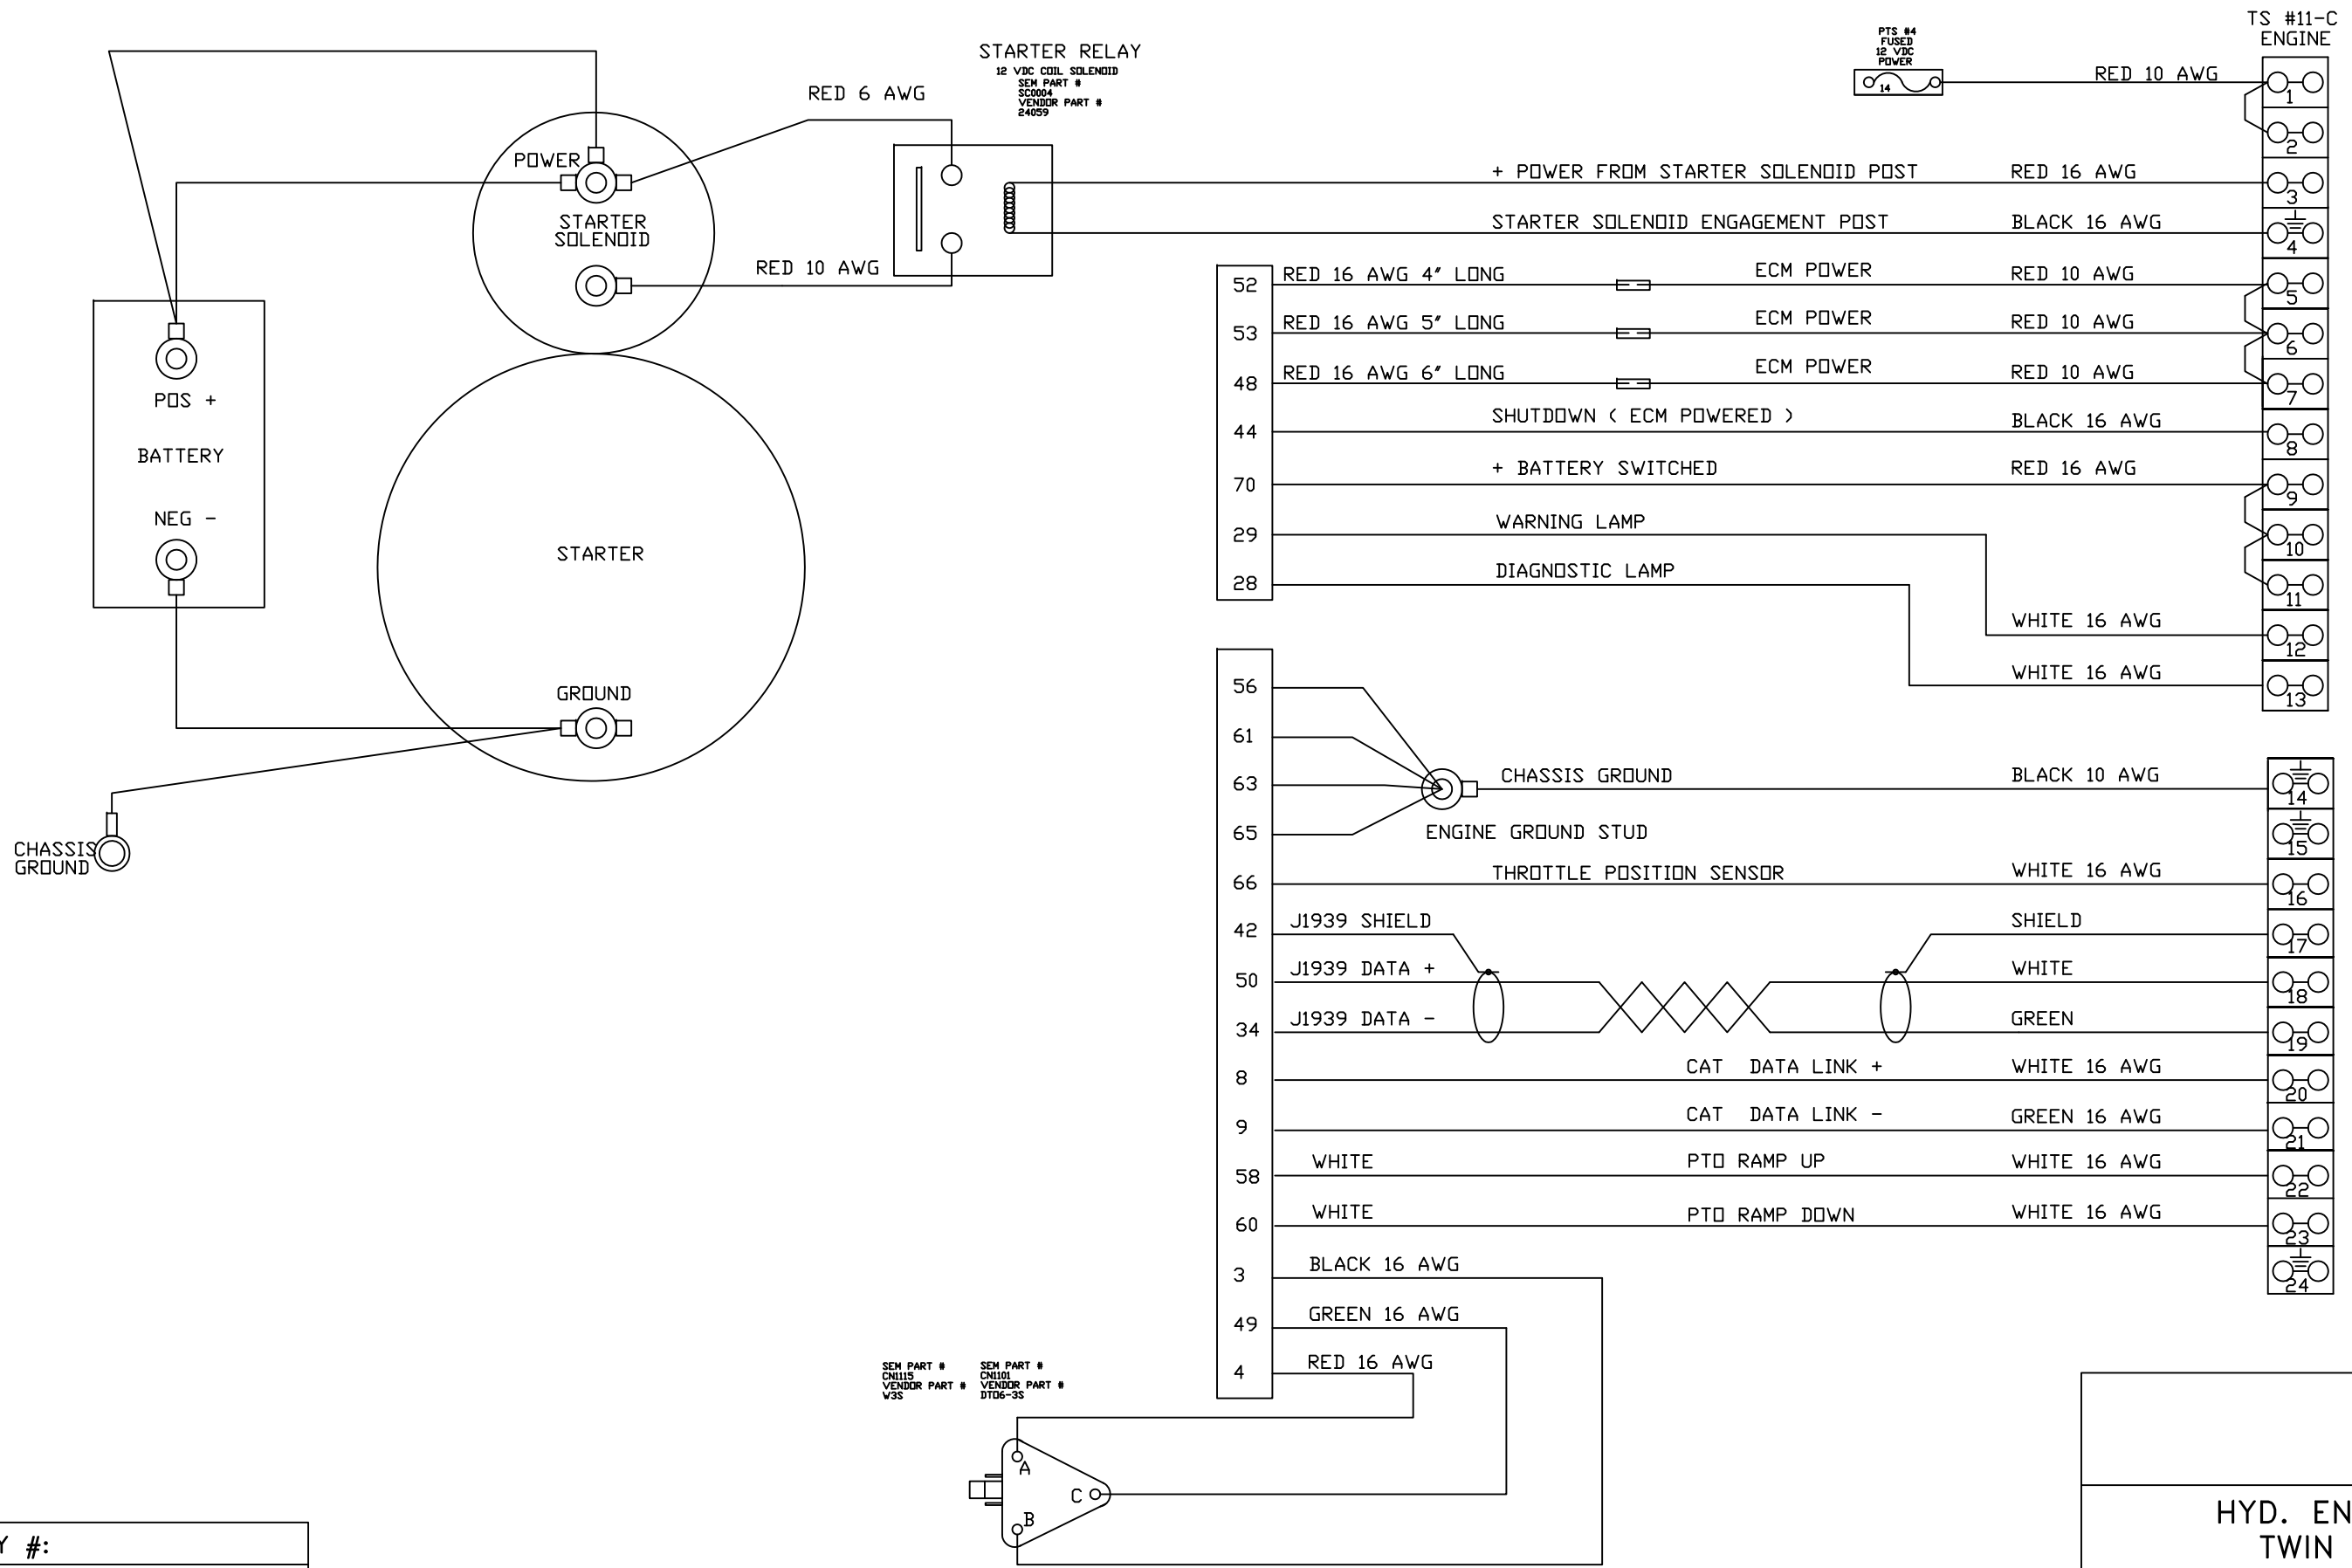 TS #11-C
ENGINE
PTS #4
FUSED
12 VDC
POWER
14
RED 10 AWG
1
2
STARTER RELAY
12 VDC COIL SOLENOID
SEM PART #
SC0004
VENDOR PART #
24059
RED 6 AWG
POWER
STARTER
SOLENOID
RED 10 AWG
+ POWER FROM STARTER SOLENOID POST RED 16 AWG 3
STARTER SOLENOID ENGAGEMENT POST BLACK 16 AWG 4
52 RED 16 AWG 4" LONG ECM POWER RED 10 AWG 5
53 RED 16 AWG 5" LONG ECM POWER RED 10 AWG 6
48 RED 16 AWG 6" LONG ECM POWER RED 10 AWG 7
44 SHUTDOWN ( ECM POWERED ) BLACK 16 AWG 8
70 + BATTERY SWITCHED RED 16 AWG 9
10
11
29 WARNING LAMP WHITE 16 AWG 12
28 DIAGNOSTIC LAMP WHITE 16 AWG 13
POS +
BATTERY
NEG -
STARTER
GROUND
CHASSIS
GROUND
56
61
63 CHASSIS GROUND BLACK 10 AWG 14
65 ENGINE GROUND STUD 15
66 THROTTLE POSITION SENSOR WHITE 16 AWG 16
42 J1939 SHIELD SHIELD 17
50 J1939 DATA + WHITE 18
34 J1939 DATA - GREEN 19
8 CAT DATA LINK + WHITE 16 AWG 20
9 CAT DATA LINK - GREEN 16 AWG 21
58 WHITE PTO RAMP UP WHITE 16 AWG 22
60 WHITE PTO RAMP DOWN WHITE 16 AWG 23
3 BLACK 16 AWG 24
49 GREEN 16 AWG
4 RED 16 AWG
SEM PART #
CN1115
VENDOR PART #
W3S
SEM PART #
CN1101
VENDOR PART #
DT06-3S
A
C
B
Y #:
HYD. EN
TWIN